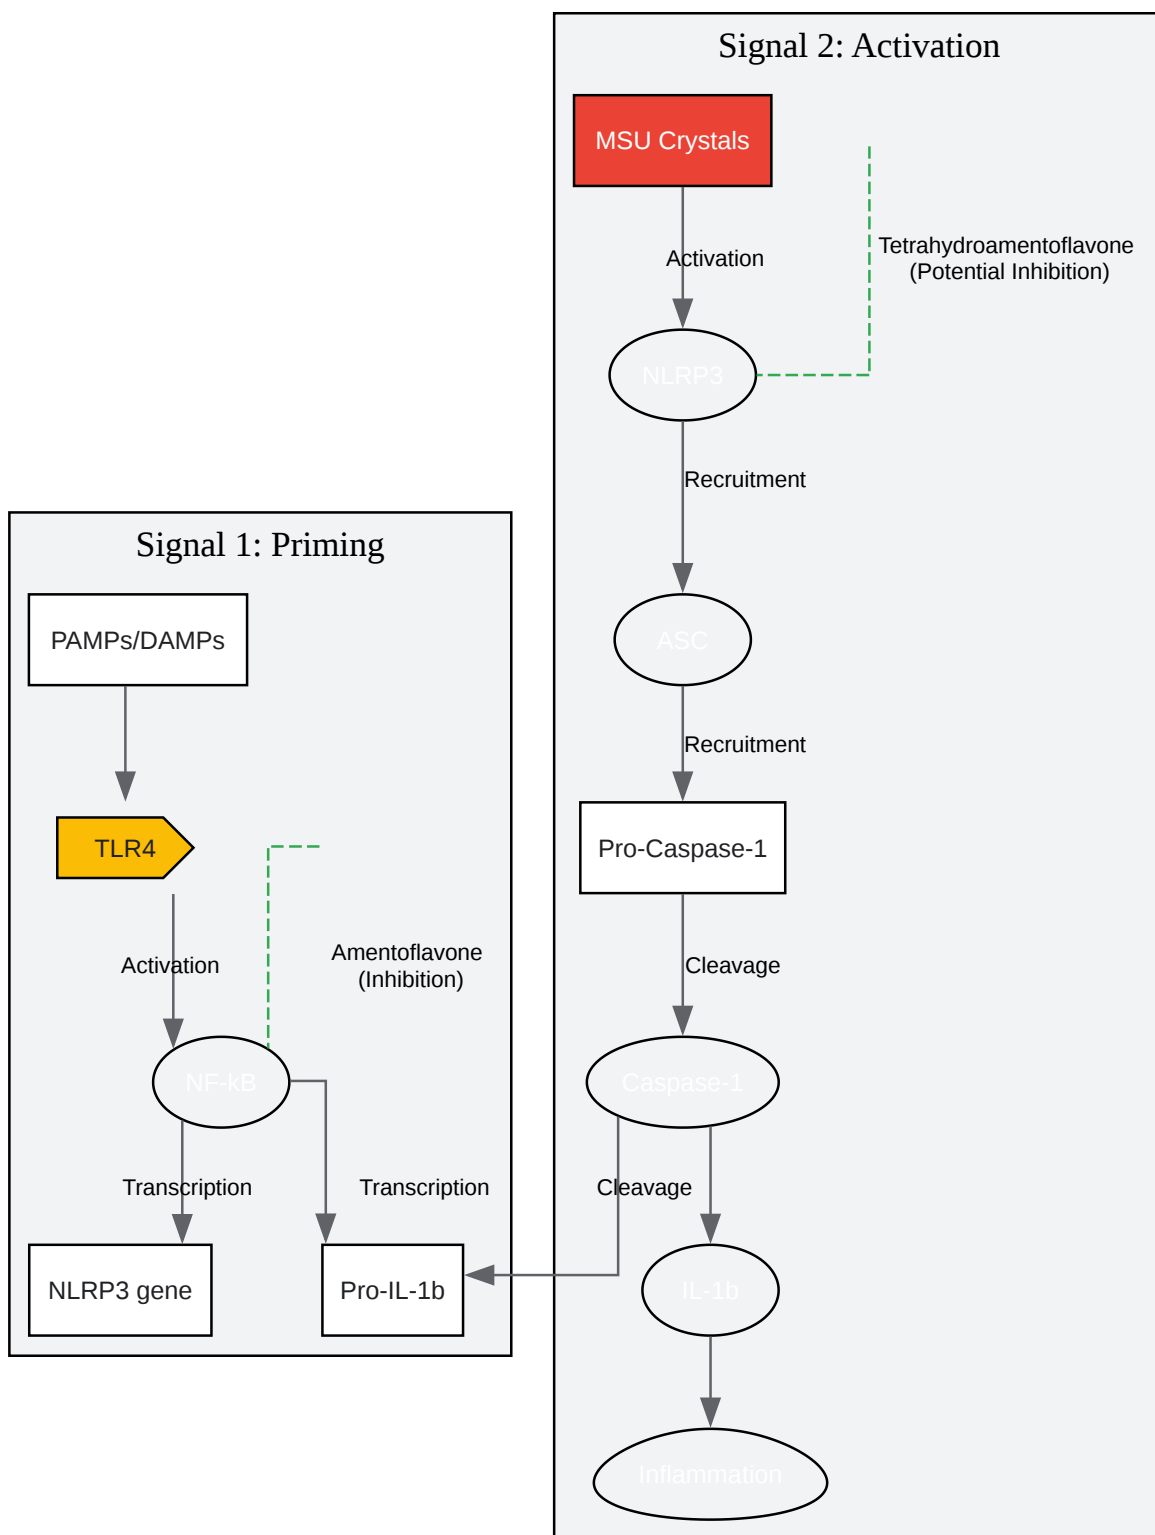 Signal 2: Activation
MSU Crystals
Tetrahydroamentoflavone
(Potential Inhibition)
Activation
NLRP3
Recruitment
ASC
Recruitment
Pro-Caspase-1
Cleavage
Caspase-1
Cleavage
IL-1b
Inflammation
Signal 1: Priming
PAMPs/DAMPs
TLR4
Activation
Amentoflavone
(Inhibition)
NF-kB
Transcription
Transcription
NLRP3 gene
Pro-IL-1b